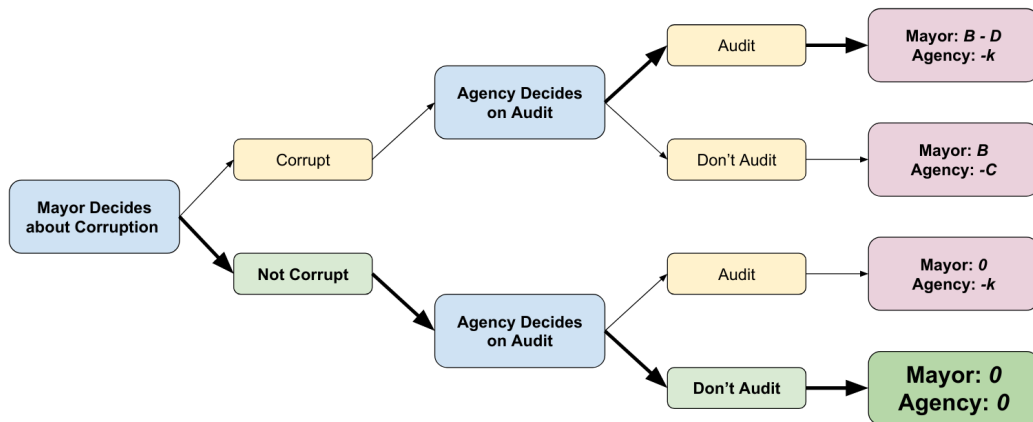 Mayor Decides
about Corruption
Corrupt
Not Corrupt
Agency Decides
on Audit
Agency Decides
on Audit
Audit
Don’t Audit
Audit
Don’t Audit
Mayor: B - D
Agency: -k
Mayor: B
Agency: -C
Mayor: 0
Agency: -k
Mayor: 0
Agency: 0